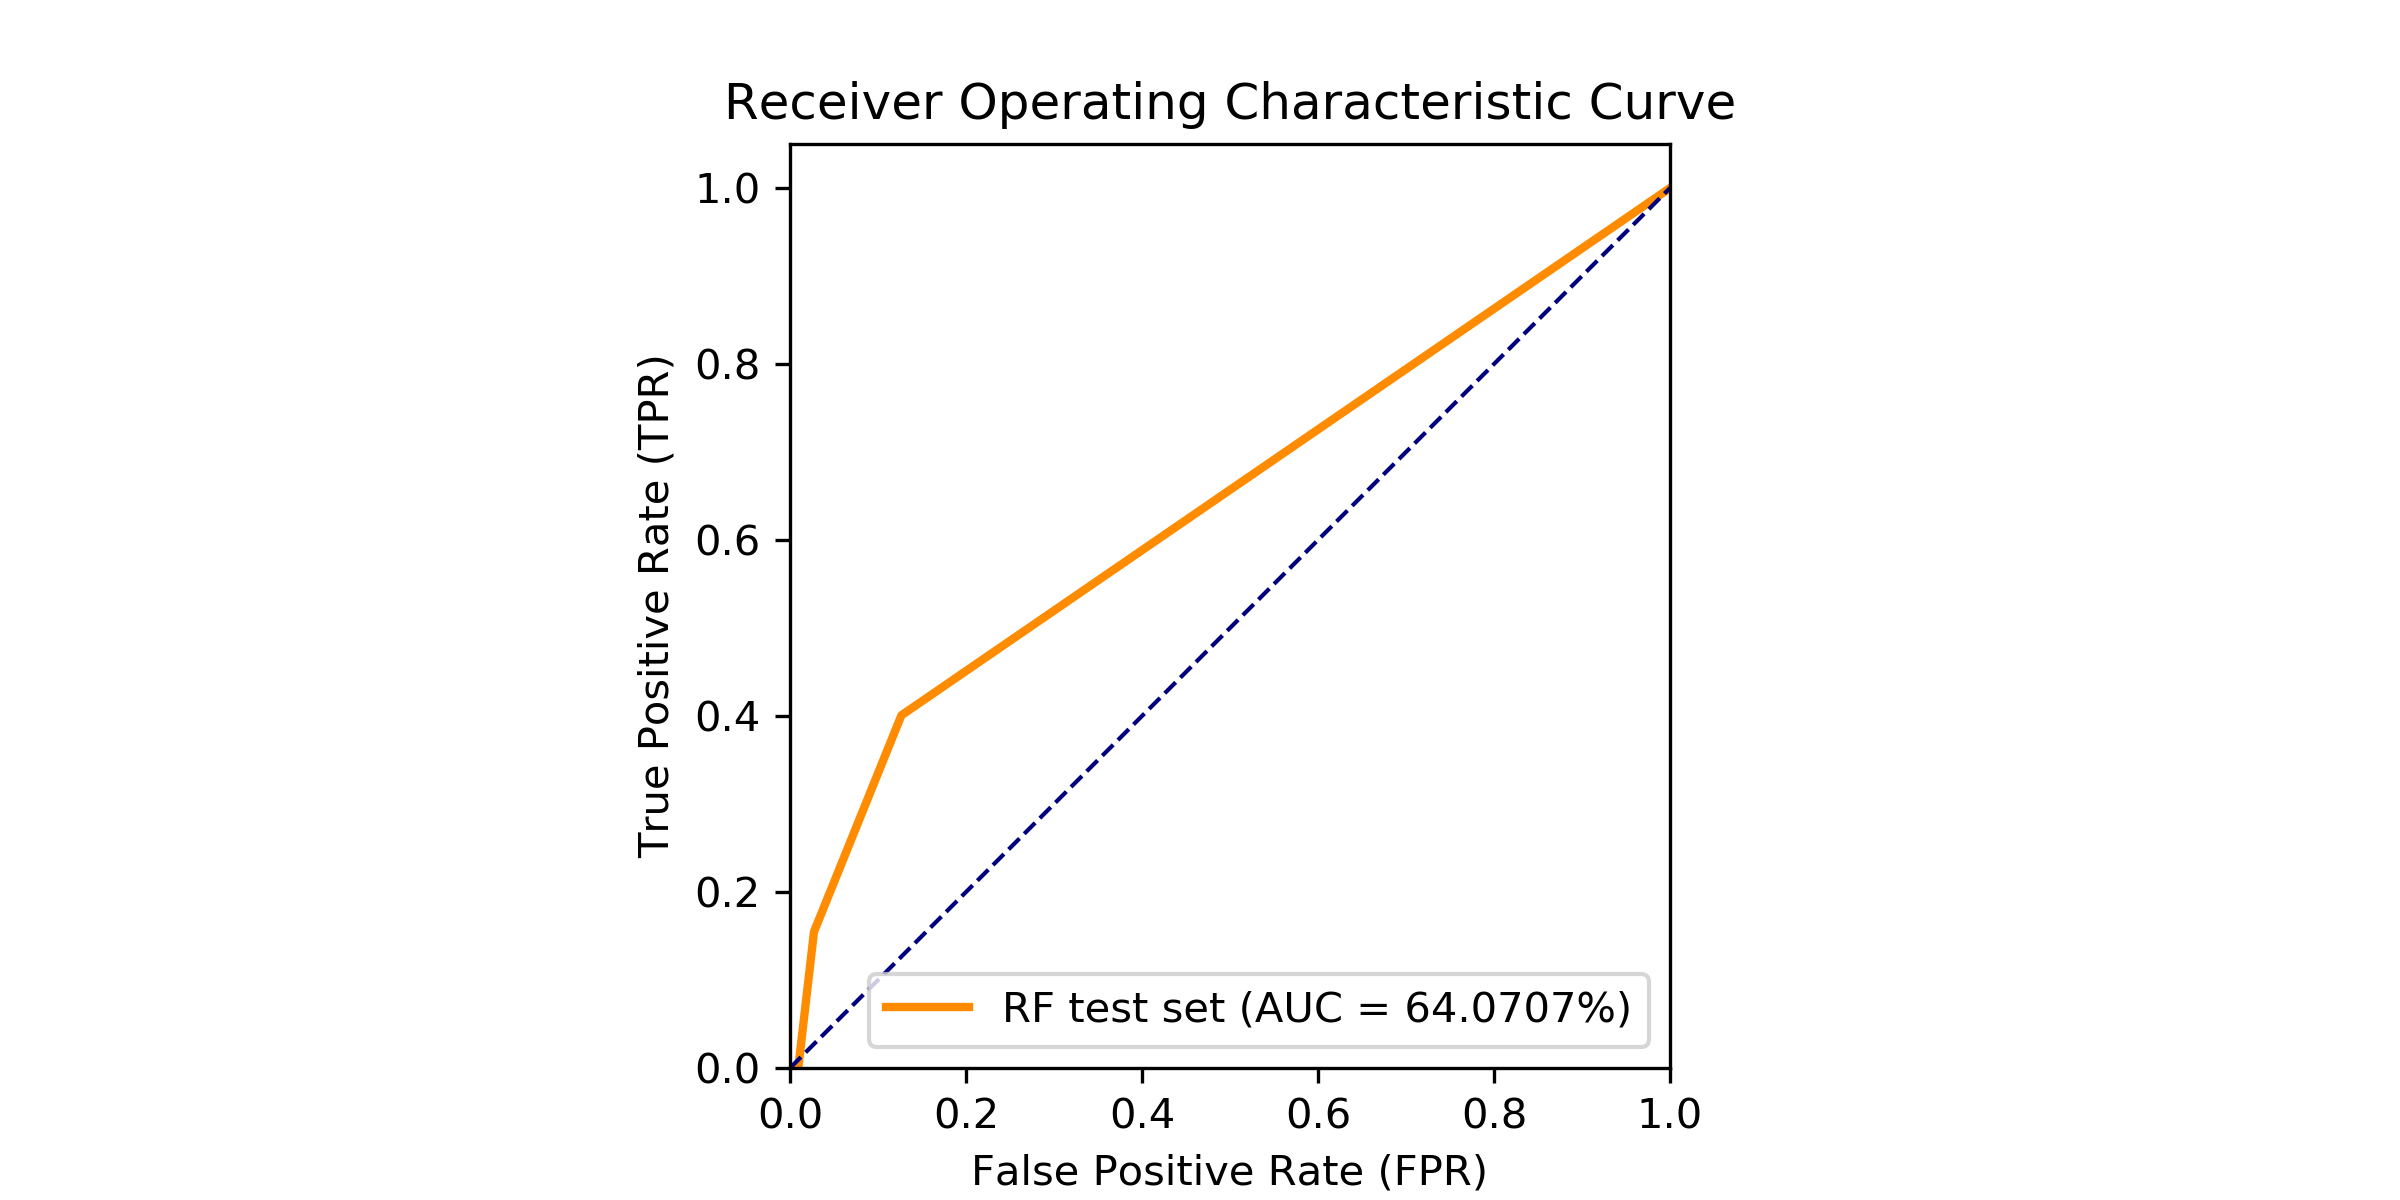 Receiver Operating Characteristic Curve
1.0
0.8
0.6
0.4
0.2
0.0
True Positive Rate (TPR)
RF test set (AUC = 64.0707%)
0.0 0.2 0.4 0.6 0.8 1.0
False Positive Rate (FPR)